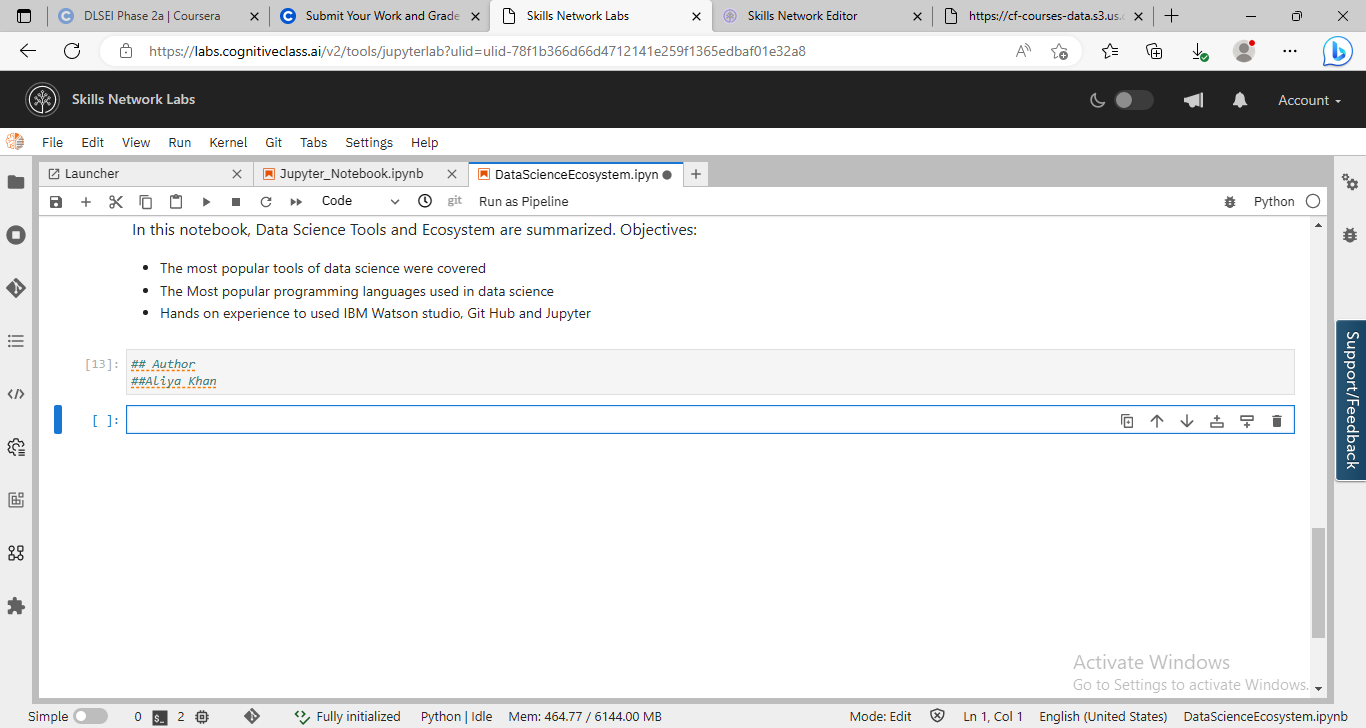 DLSEI Phase 2a | Coursera
Submit Your Work and Grade
Skills Network Labs
Skills Network Editor
https://cf-courses-data.s3.us.
https://labs.cognitiveclass.ai/v2/tools/jupyterlab?ulid=ulid-78f1b366d66d4712141e259f1365edbaf01e32a8
Skills Network Labs
Account
File Edit View Run Kernel Git Tabs Settings Help
Launcher
Jupyter_Notebook.ipynb
DataScienceEcosystem.ipyn
Code
git
Run as Pipeline
Python
In this notebook, Data Science Tools and Ecosystem are summarized. Objectives:
• The most popular tools of data science were covered
• The Most popular programming languages used in data science
• Hands on experience to used IBM Watson studio, Git Hub and Jupyter
[13]: ## Author
##Aliya Khan
[ ]:
Support/Feedback
Activate Windows
Go to Settings to activate Windows.
Simple 0 2 Fully initialized Python | Idle Mem: 464.77 / 6144.00 MB Mode: Edit Ln 1, Col 1 English (United States) DataScienceEcosystem.ipynb